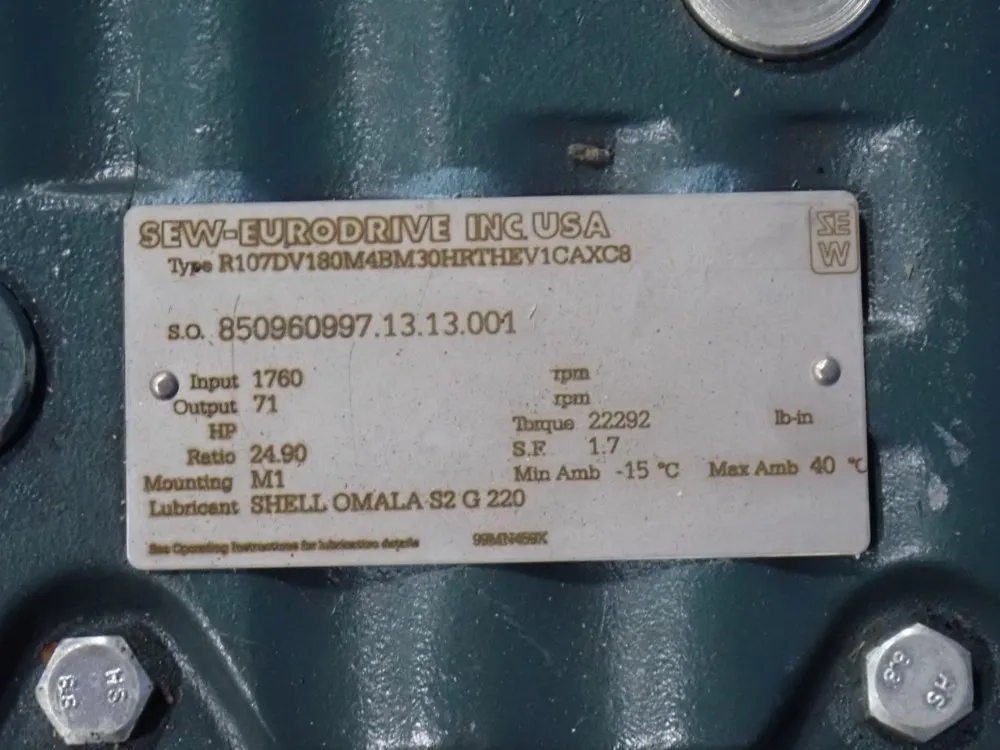 SEW-EURODRIVE INC. USA
SEW
Type R107DV180M4BM30HRTHEV1CAXC8
S.O. 850960997.13.13.001
Input 1760 rpm
Output 71 rpm
HP Torque 22292 lb-in
Ratio 24.90 S.F. 1.7
Mounting M1 Min Amb -15 °C Max Amb 40 °C
Lubricant SHELL OMALA S2 G 220
See Operating Instructions for lubrication details
HS 8.8
8.8 HS